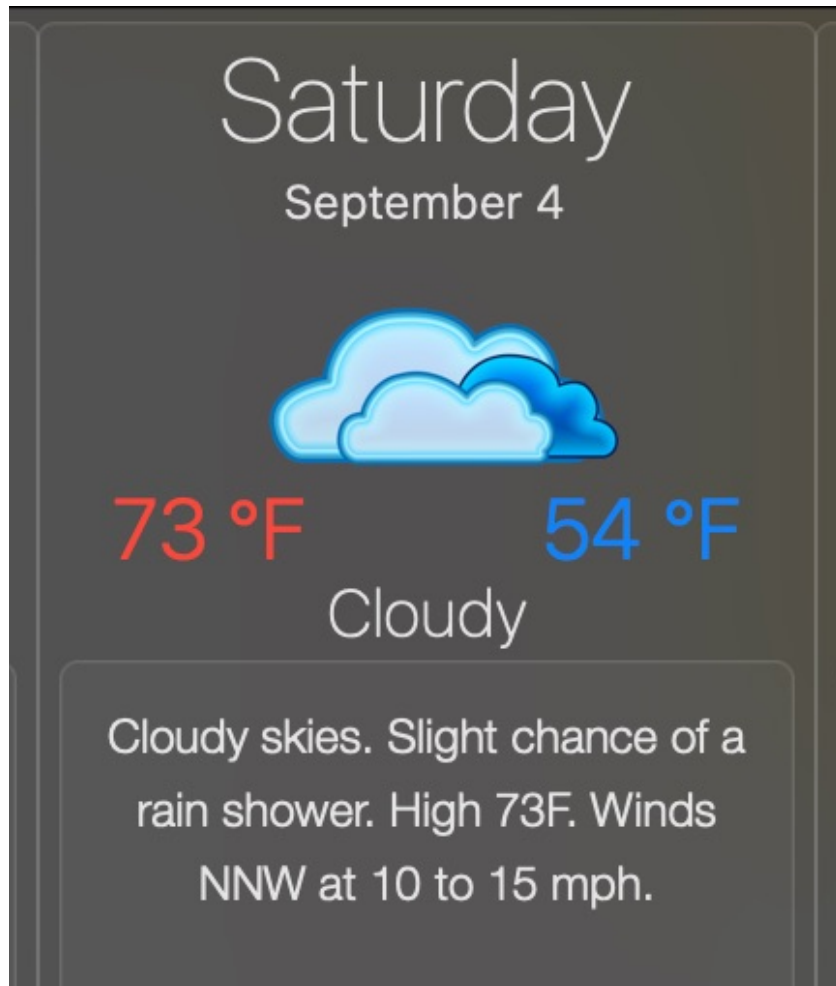 Saturday
September 4
73 °F 54 °F
Cloudy
Cloudy skies. Slight chance of a
rain shower. High 73F. Winds
NNW at 10 to 15 mph.